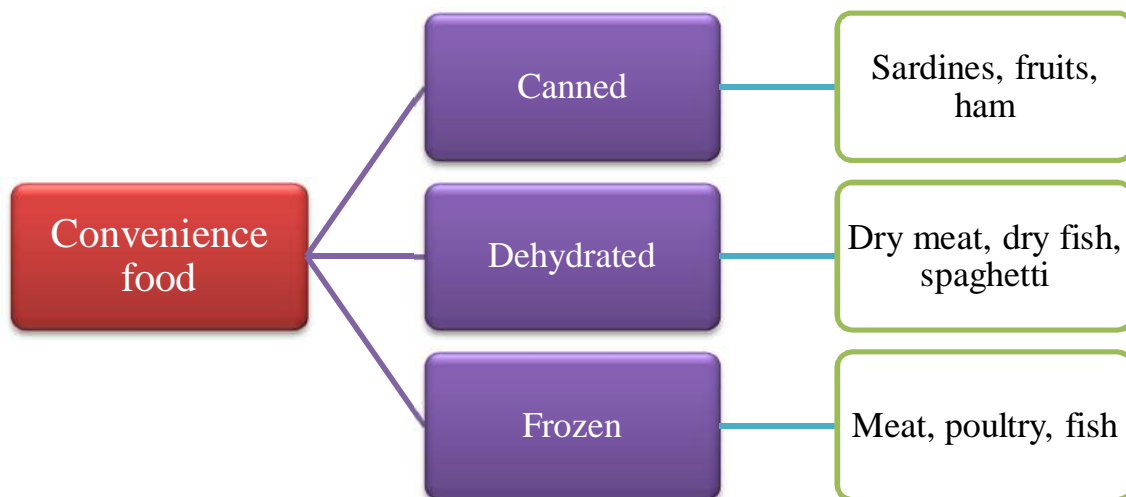 Convenience
food
Canned
Sardines, fruits,
ham
Dehydrated
Dry meat, dry fish,
spaghetti
Frozen
Meat, poultry, fish